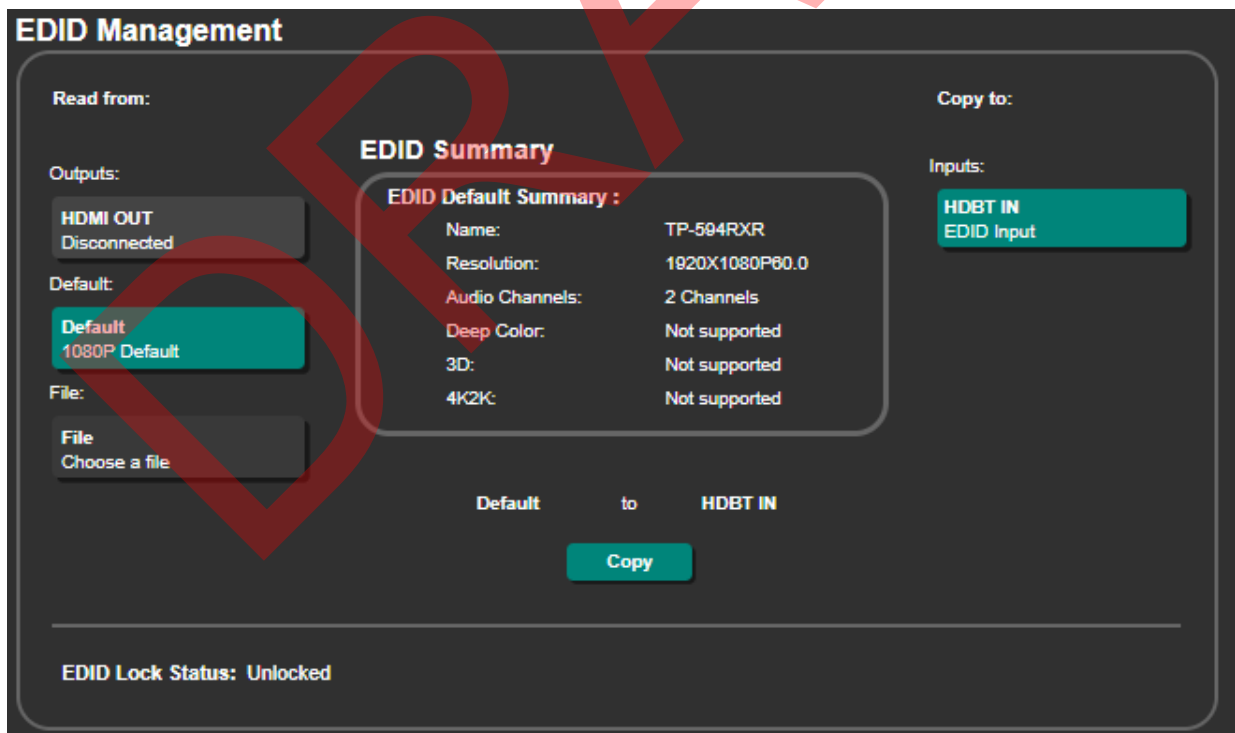 EDID Management
Read from:
Copy to:
Outputs:
HDMI OUT
Disconnected
Default:
Default
1080P Default
File:
File
Choose a file
EDID Summary
EDID Default Summary :
Name: TP-594RXR
Resolution: 1920X1080P60.0
Audio Channels: 2 Channels
Deep Color: Not supported
3D: Not supported
4K2K: Not supported
Inputs:
HDBT IN
EDID Input
Default to HDBT IN
Copy
EDID Lock Status: Unlocked